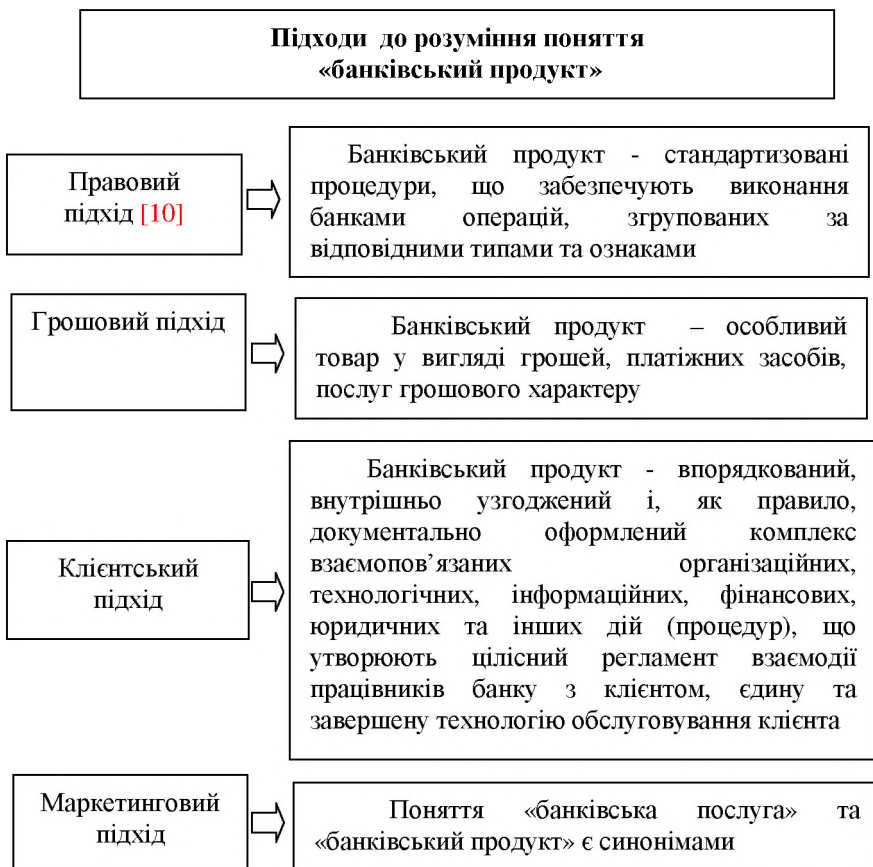 Підходи до розуміння поняття
«банківський продукт»
Правовий
підхід [10]
Банківський продукт - стандартизовані
процедури, що забезпечують виконання
банками операцій, згрупованих за
відповідними типами та ознаками
Грошовий підхід
Банківський продукт – особливий
товар у вигляді грошей, платіжних засобів,
послуг грошового характеру
Клієнтський
підхід
Банківський продукт - впорядкований,
внутрішньо узгоджений і, як правило,
документально оформлений комплекс
взаємопов’язаних організаційних,
технологічних, інформаційних, фінансових,
юридичних та інших дій (процедур), що
утворюють цілісний регламент взаємодії
працівників банку з клієнтом, єдину та
завершену технологію обслуговування клієнта
Маркетинговий
підхід
Поняття «банківська послуга» та
«банківський продукт» є синонімами